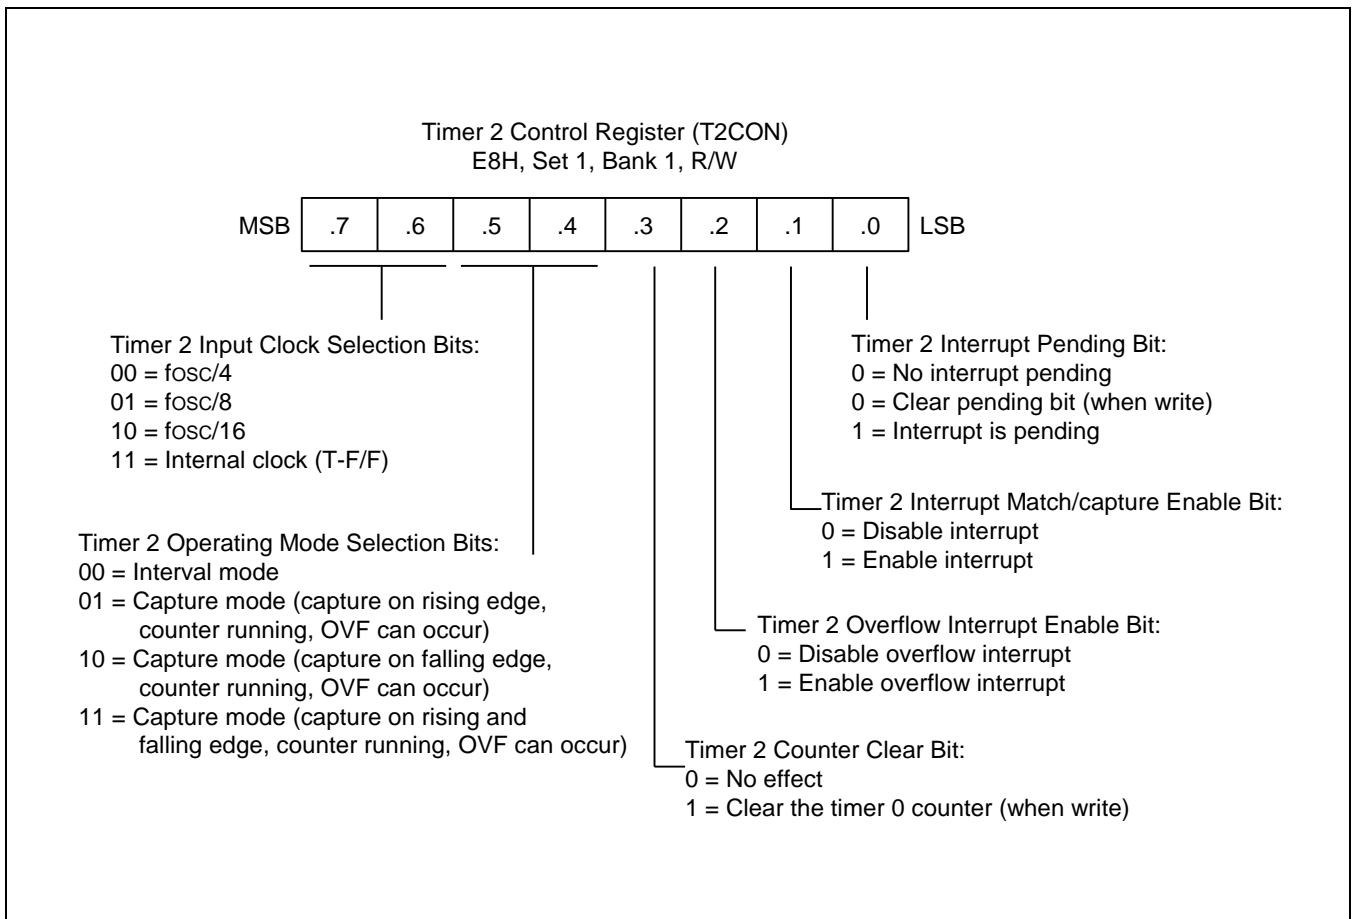 Timer 2 Control Register (T2CON)
E8H, Set 1, Bank 1, R/W
MSB .7 .6 .5 .4 .3 .2 .1 .0 LSB
Timer 2 Input Clock Selection Bits:
00 = fOSC/4
01 = fOSC/8
10 = fOSC/16
11 = Internal clock (T-F/F)
Timer 2 Operating Mode Selection Bits:
00 = Interval mode
01 = Capture mode (capture on rising edge,
counter running, OVF can occur)
10 = Capture mode (capture on falling edge,
counter running, OVF can occur)
11 = Capture mode (capture on rising and
falling edge, counter running, OVF can occur)
Timer 2 Interrupt Pending Bit:
0 = No interrupt pending
0 = Clear pending bit (when write)
1 = Interrupt is pending
Timer 2 Interrupt Match/capture Enable Bit:
0 = Disable interrupt
1 = Enable interrupt
Timer 2 Overflow Interrupt Enable Bit:
0 = Disable overflow interrupt
1 = Enable overflow interrupt
Timer 2 Counter Clear Bit:
0 = No effect
1 = Clear the timer 0 counter (when write)